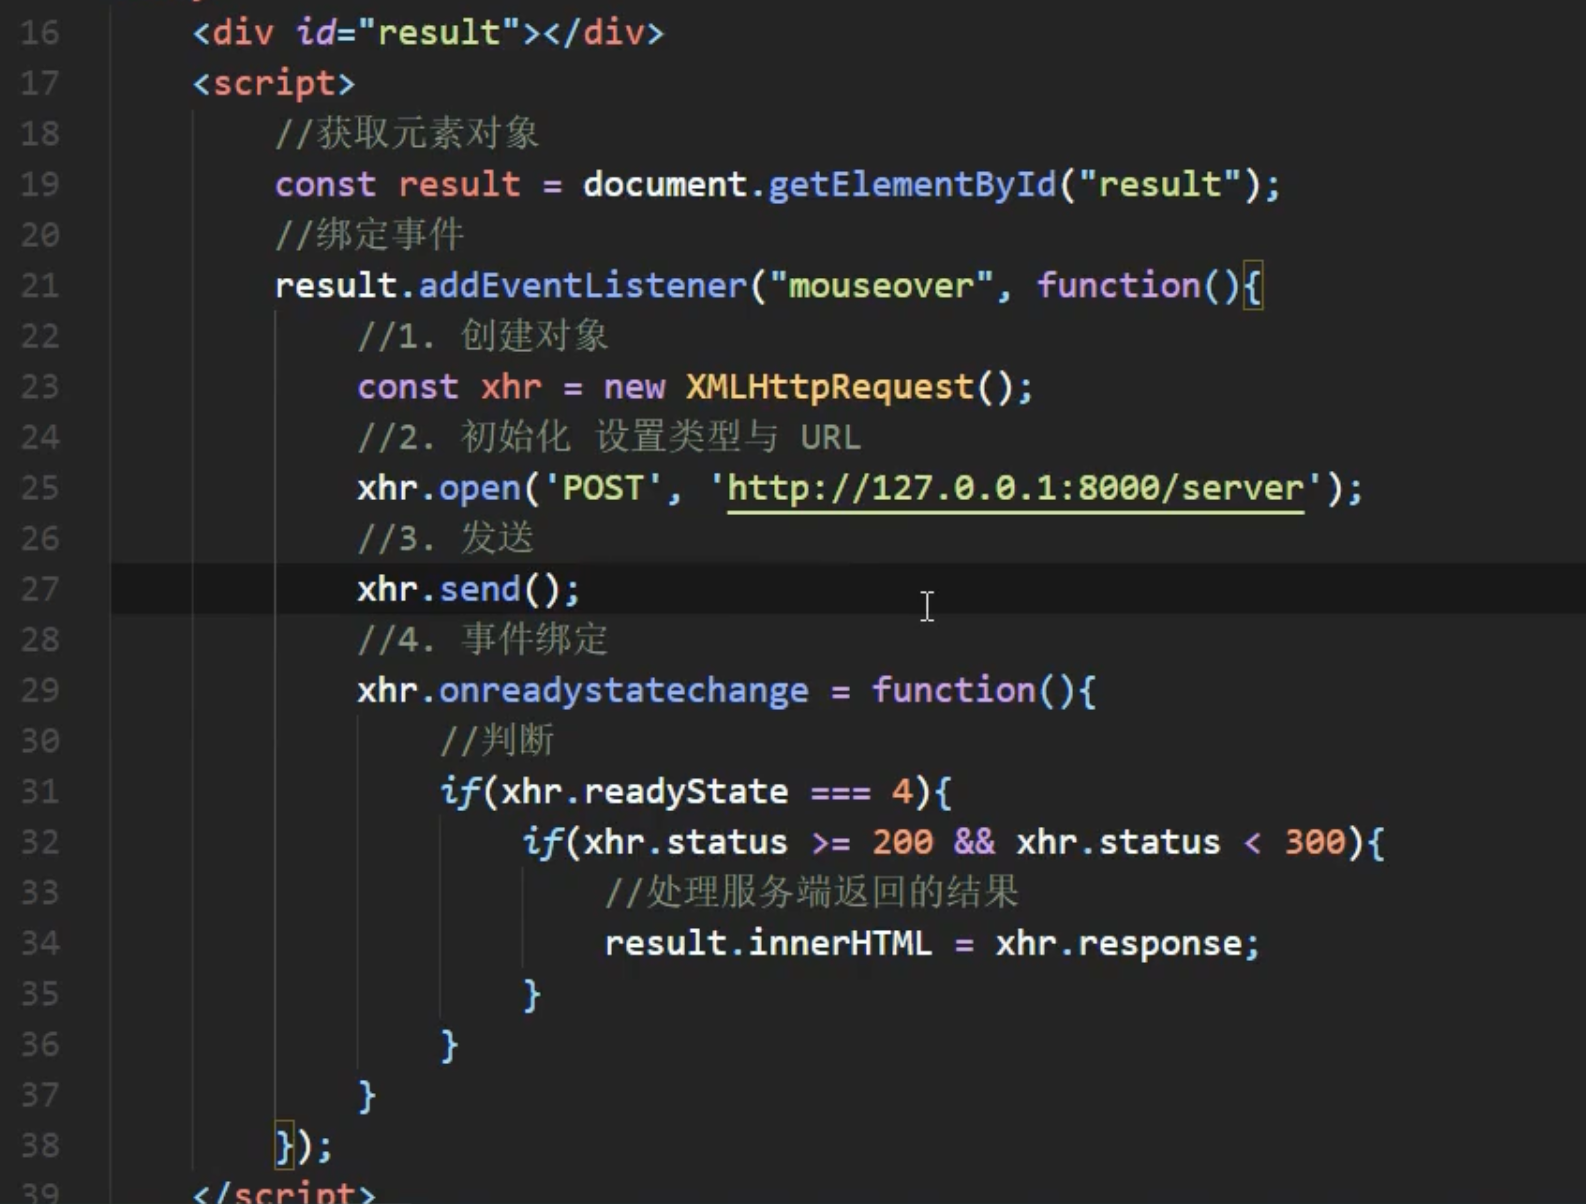 16 <div id="result"></div>
17 <script>
18 //获取元素对象
19 const result = document.getElementById("result");
20 //绑定事件
21 result.addEventListener("mouseover", function(){
22 //1. 创建对象
23 const xhr = new XMLHttpRequest();
24 //2. 初始化 设置类型与 URL
25 xhr.open('POST', 'http://127.0.0.1:8000/server');
26 //3. 发送
27 xhr.send();
28 //4. 事件绑定
29 xhr.onreadystatechange = function(){
30 //判断
31 if(xhr.readyState === 4){
32 if(xhr.status >= 200 && xhr.status < 300){
33 //处理服务端返回的结果
34 result.innerHTML = xhr.response;
35 }
36 }
37 }
38 });
39 </script>